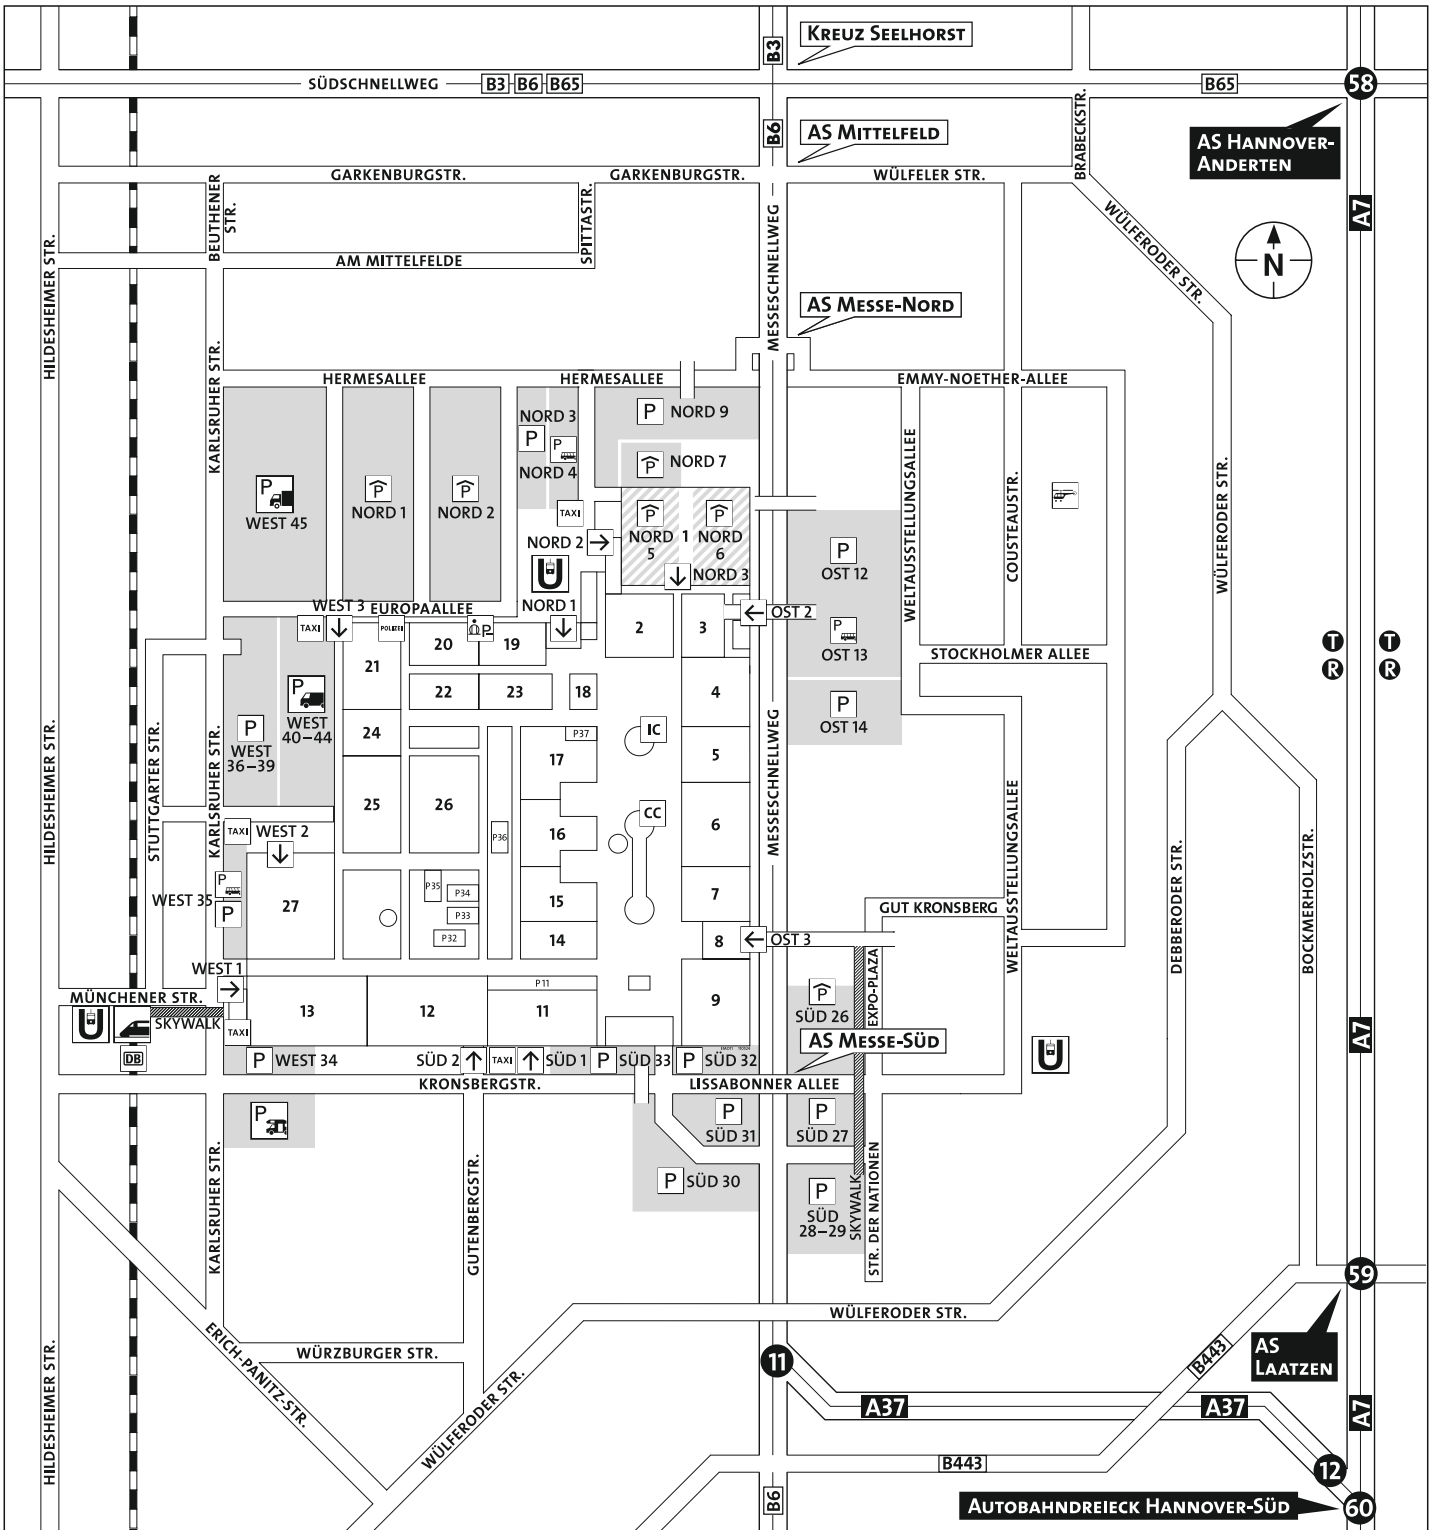 KREUZ SEELHORST
B3
SÜDSCHNELLWEG
B3
B6
B65
B65
58
AS MITTELFELD
B6
AS HANNOVER-
ANDERTEN
BRABECKSTR.
GARKENBURGSTR.
GARKENBURGSTR.
WÜLFELER STR.
A7
BEUTHENER
STR.
SPITTASTR.
WÜLFERODER STR.
HILDESHEIMER STR.
AM MITTELFELDE
MESSESCHNELLWEG
N
AS MESSE-NORD
KARLSRUHER STR.
HERMESALLEE
HERMESALLEE
EMMY-NOETHER-ALLEE
NORD 3
P
P
NORD 4
P
NORD 9
P
NORD 7
P
WEST 45
P
NORD 1
P
NORD 2
TAXI
NORD 2
P
NORD
5
1
P
NORD
6
NORD 3
P
OST 12
WELTAUSSTELLUNGSALLEE
COUSTEAUSTR.
WÜLFERODER STR.
U
WEST 3
EUROPAALLEE
NORD 1
OST 2
TAXI
POLIZEI
P
2
3
P
OST 13
20
19
21
STOCKHOLMER ALLEE
T
T
R
R
P
WEST
40–44
22
23
18
4
P
OST 14
P
WEST
36–39
24
P37
IC
17
5
STUTTGARTER STR.
KARLSRUHER STR.
HILDESHEIMER STR.
MESSESCHNELLWEG
25
26
CC
16
6
P36
TAXI
WEST 2
WELTAUSSTELLUNGSALLEE
DEBBERODER STR.
BOCKMERHOLZSTR.
P
WEST 35
P
27
P35
P34
P33
P32
15
7
GUT KRONSBERG
14
8
OST 3
WEST 1
MÜNCHENER STR.
P11
EXPO-PLAZA
U
SKYWALK
TAXI
13
12
11
9
P
SÜD 26
DB
A7
AS MESSE-SÜD
U
P
WEST 34
SÜD 2
TAXI
SÜD 1
P
SÜD 33
P
SÜD 32
KRONSBERGSTR.
LISSABONNER ALLEE
P
P
SÜD 31
P
SÜD 27
KARLSRUHER STR.
GUTENBERGSTR.
P
SÜD 30
P
SÜD
28–29
SKYWALK
STR. DER NATIONEN
59
WÜLFERODER STR.
ERICH-PANITZ-STR.
WÜRZBURGER STR.
11
B443
AS
LAATZEN
HILDESHEIMER STR.
WÜLFERODER STR.
A37
A37
A7
B443
12
B6
AUTOBAHNDREIECK HANNOVER-SÜD
60